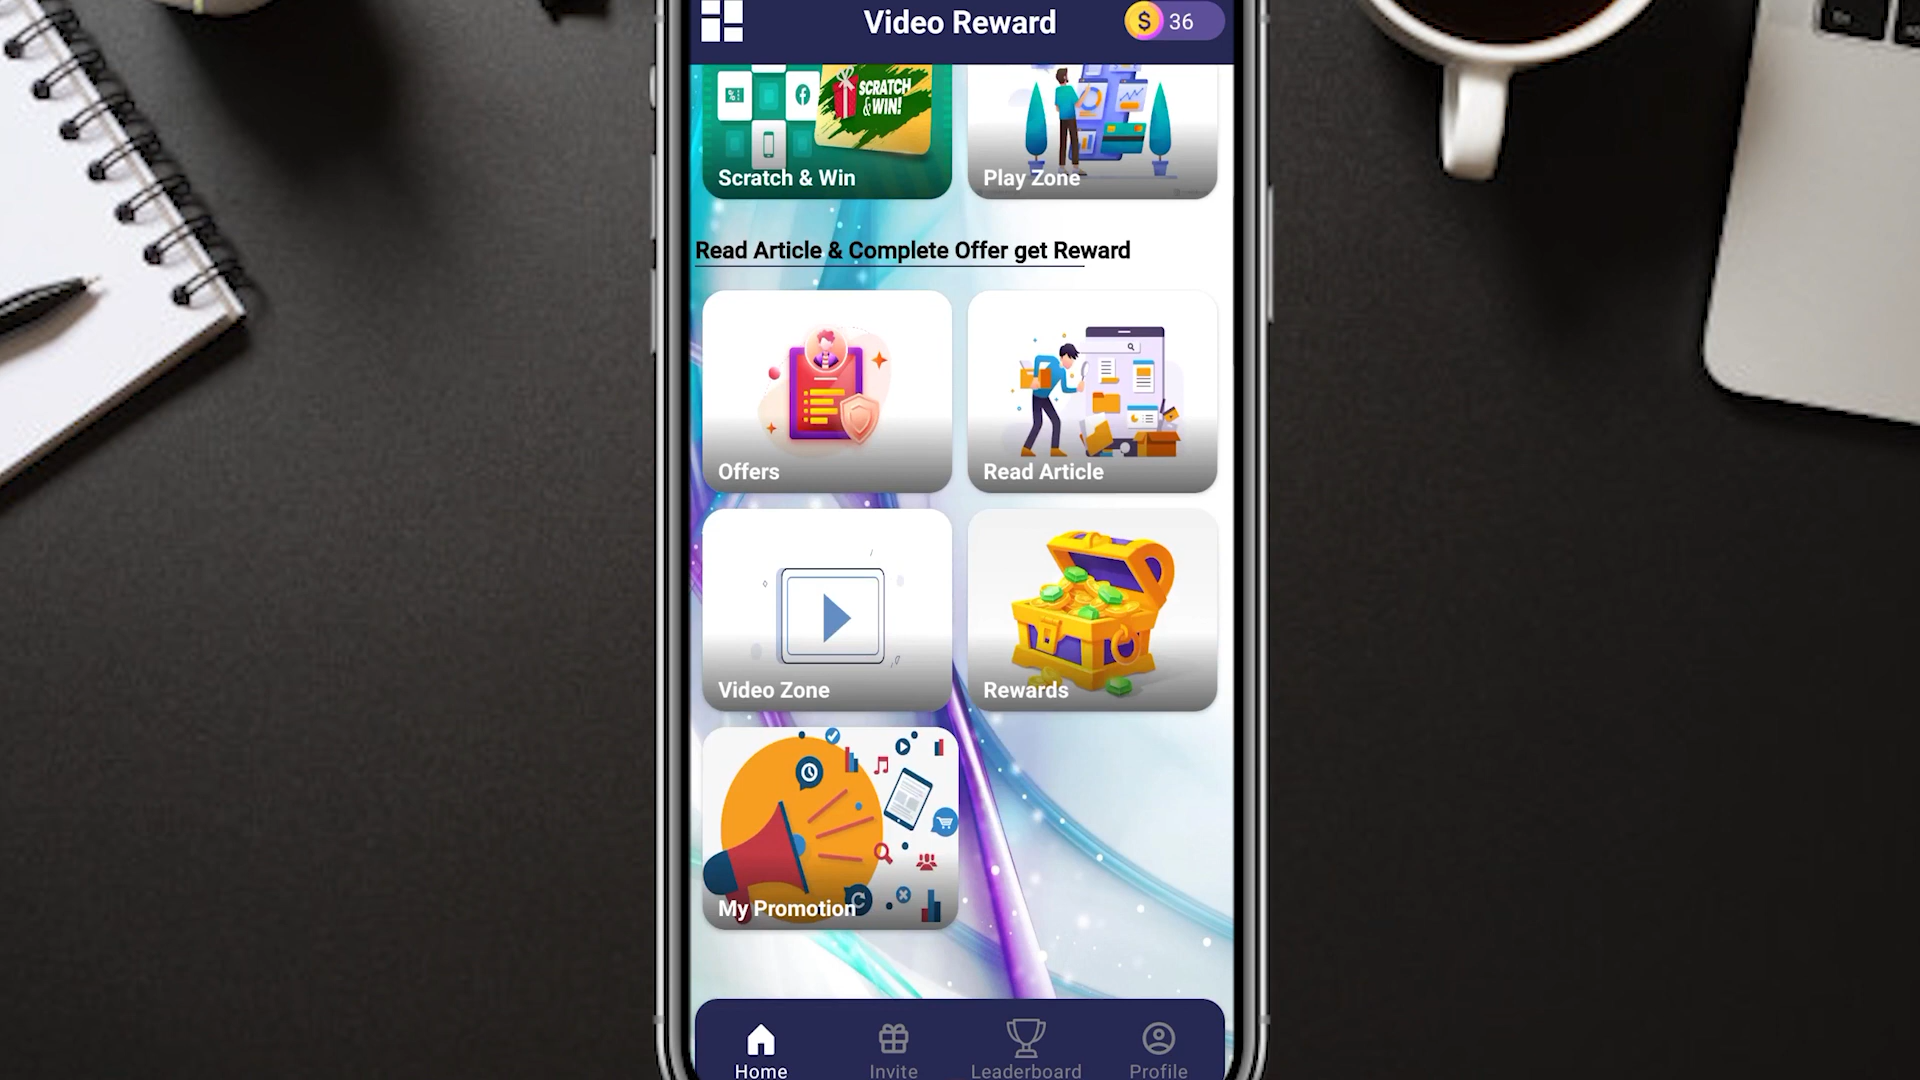 Video Reward
$ 36
SCRATCH
& WIN!
Scratch & Win
Play Zone
Read Article & Complete Offer get Reward
Offers
Read Article
Video Zone
Rewards
My Promotion
Home
Invite
Leaderboard
Profile